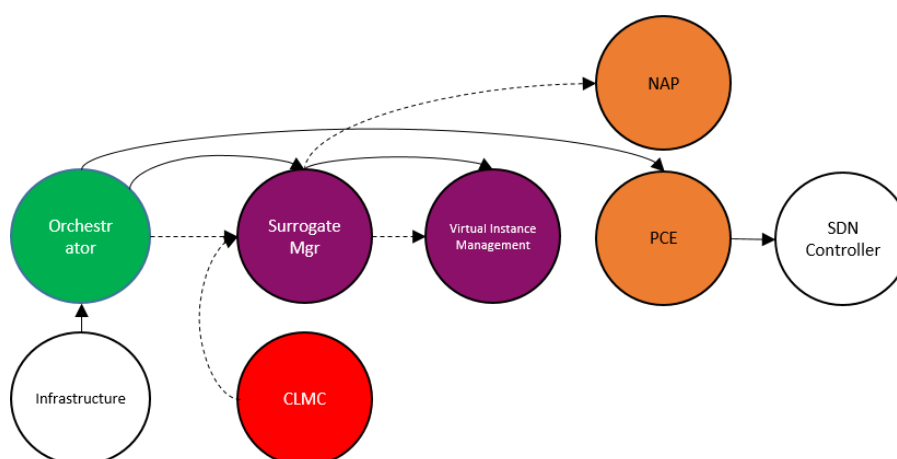 NAP
Orchestr
ator
Surrogate
Mgr
Virtual Instance
Management
PCE
SDN
Controller
Infrastructure
CLMC